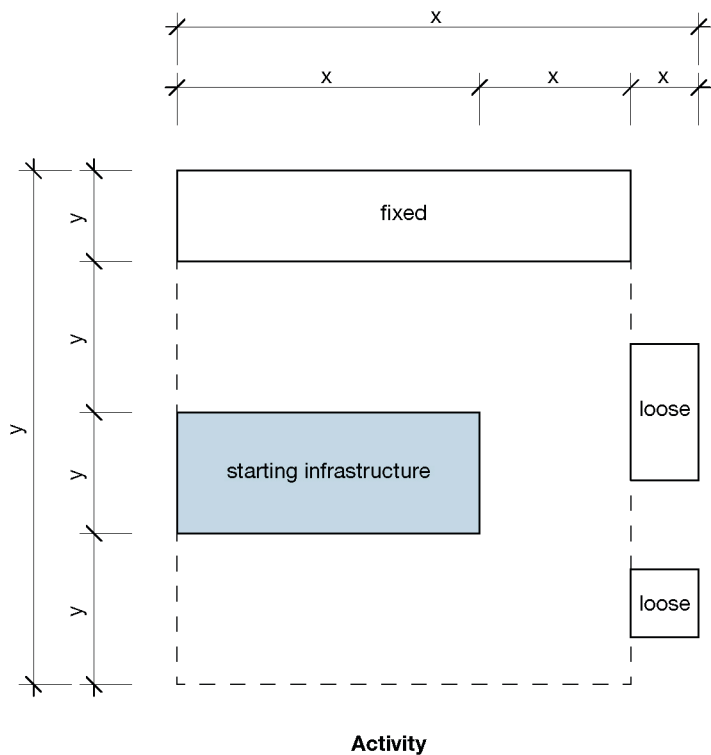 x
x
x
x
fixed
y
y
loose
y
starting infrastructure
y
loose
y
Activity